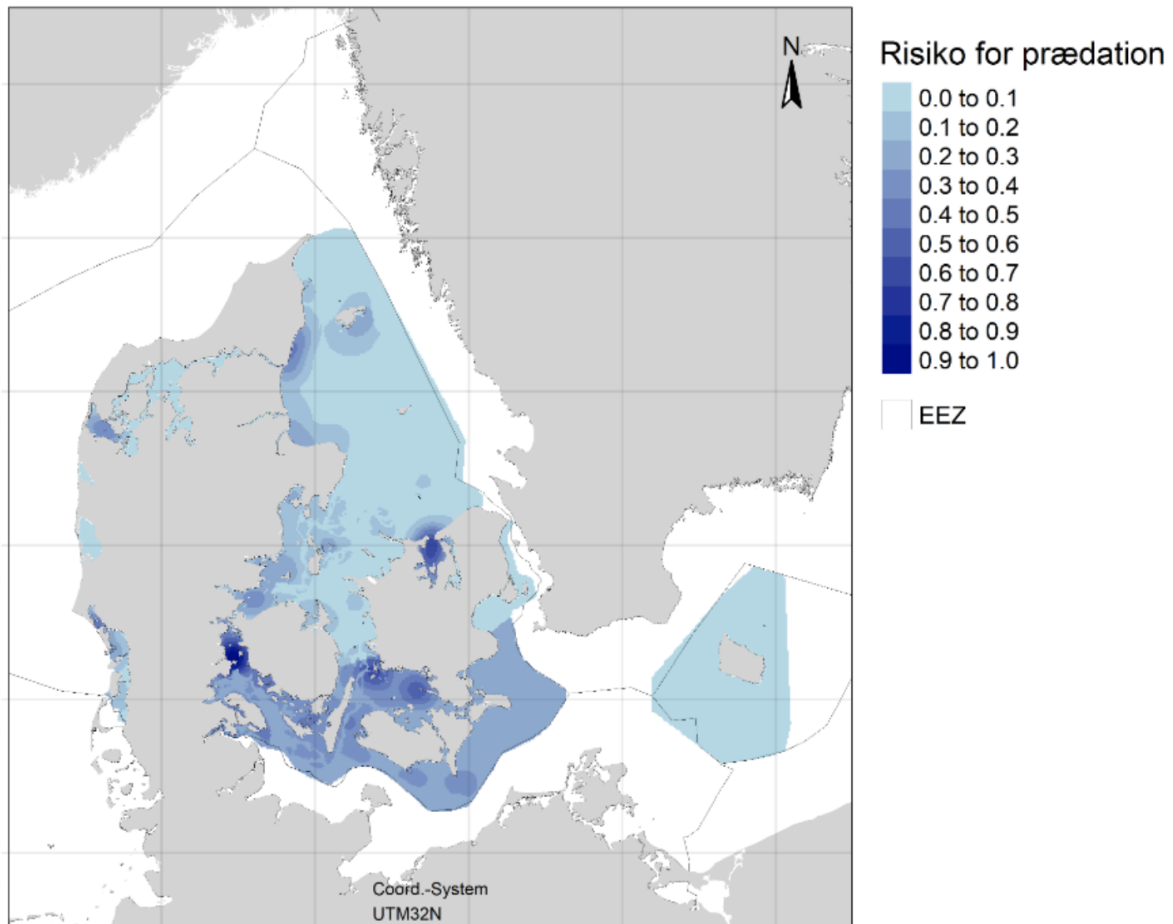 N
Risiko for prædation
0.0 to 0.1
0.1 to 0.2
0.2 to 0.3
0.3 to 0.4
0.4 to 0.5
0.5 to 0.6
0.6 to 0.7
0.7 to 0.8
0.8 to 0.9
0.9 to 1.0
EEZ
Coord.-System
UTM32N